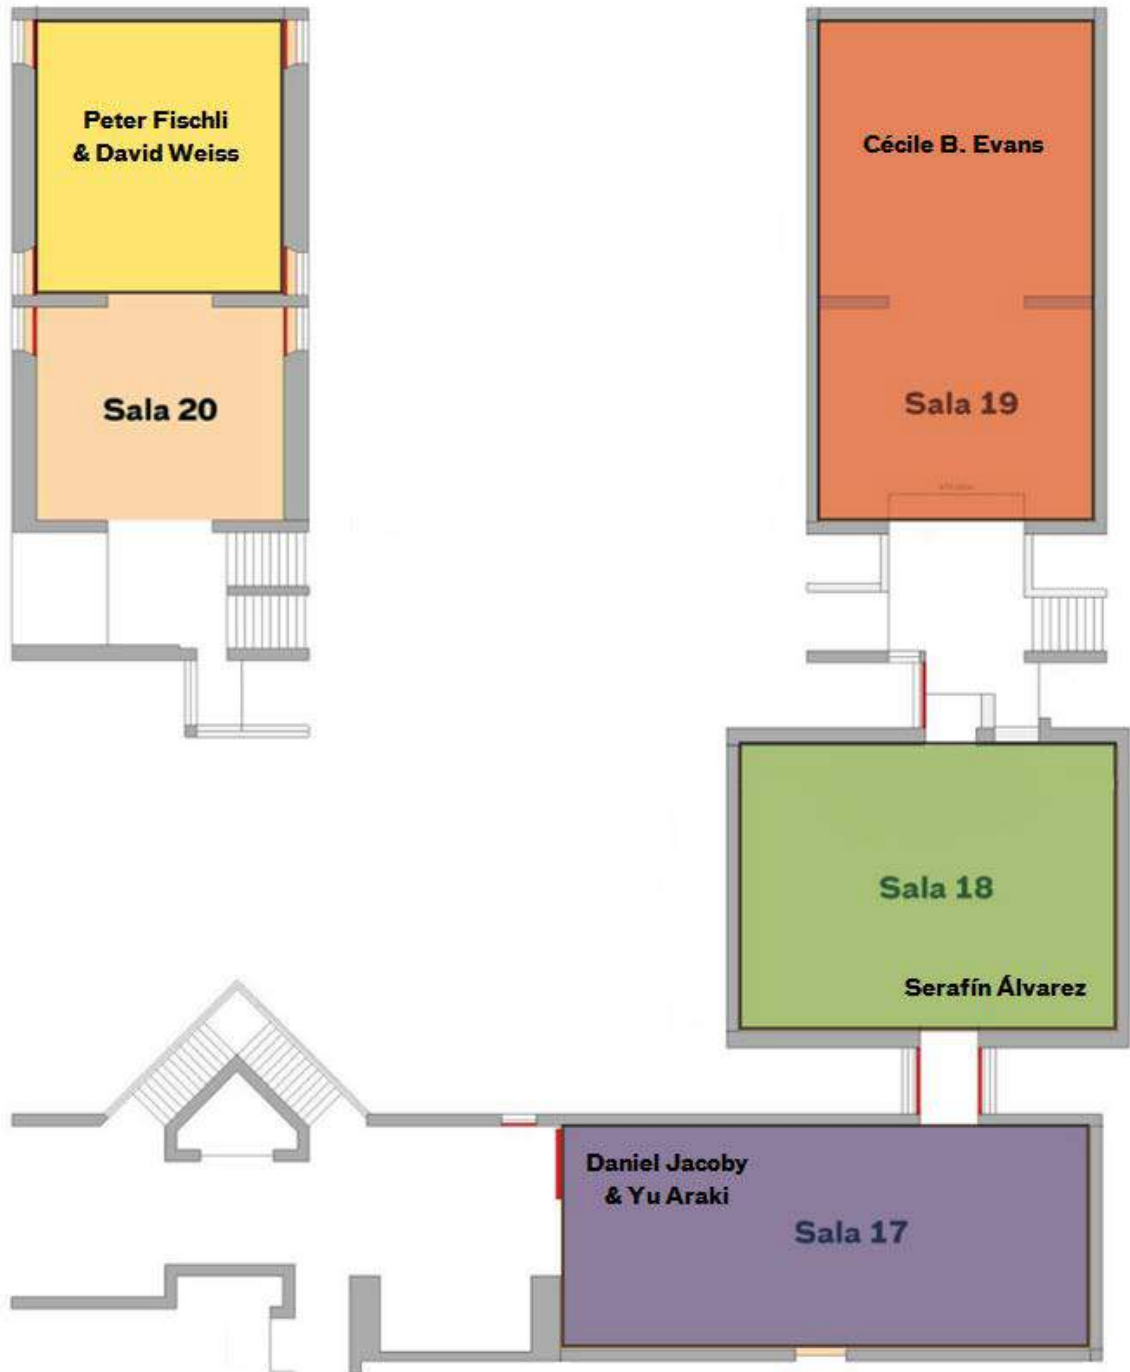 Peter Fischli
& David Weiss
Cécile B. Evans
Sala 20
Sala 19
Sala 18
Serafín Álvarez
Daniel Jacoby
& Yu Araki
Sala 17